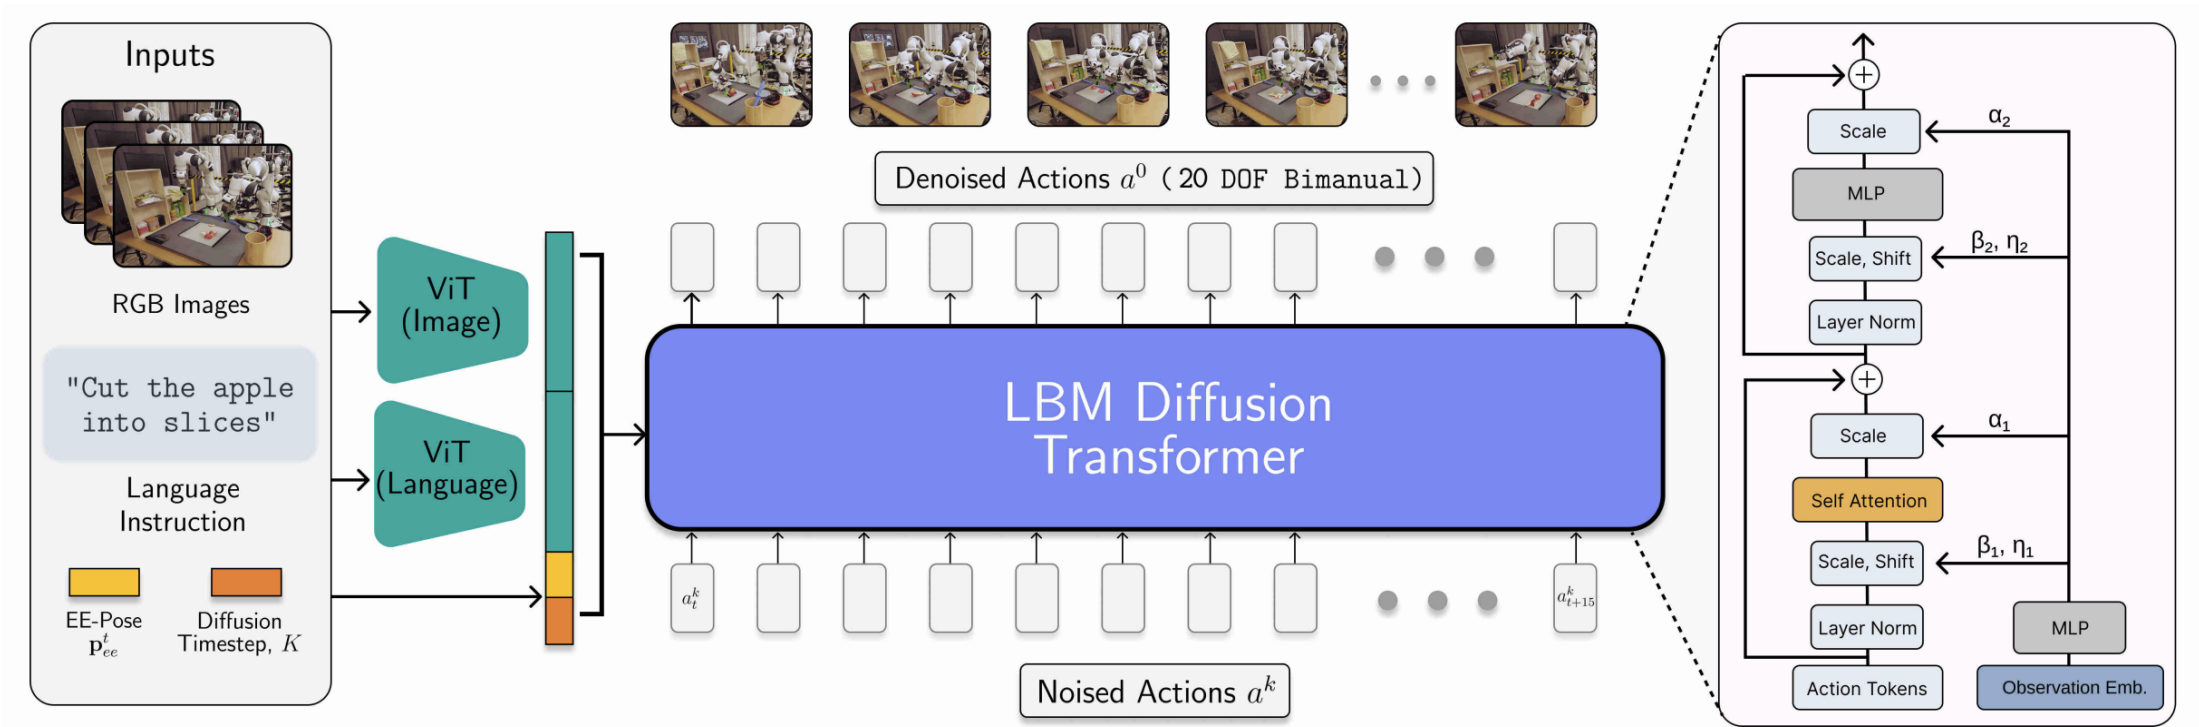 Inputs
RGB Images
"Cut the apple
into slices"
Language
Instruction
EE-Pose
p^t_{ee}
Diffusion
Timestep, K
ViT
(Image)
ViT
(Language)
Denoised Actions a^0 (20 DOF Bimanual)
LBM Diffusion
Transformer
a^k_t
a^k_{t+15}
Noised Actions a^k
Scale
α₂
MLP
Scale, Shift
β₂, η₂
Layer Norm
Scale
α₁
Self Attention
Scale, Shift
β₁, η₁
Layer Norm
MLP
Action Tokens
Observation Emb.